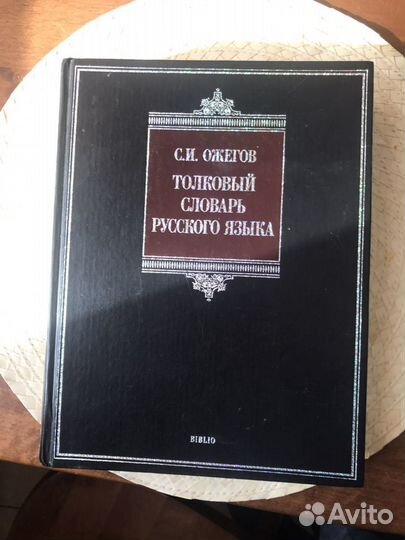 С.И. ОЖЕГОВ
ТОЛКОВЫЙ
СЛОВАРЬ
РУССКОГО ЯЗЫКА
BIBLIO
Avito